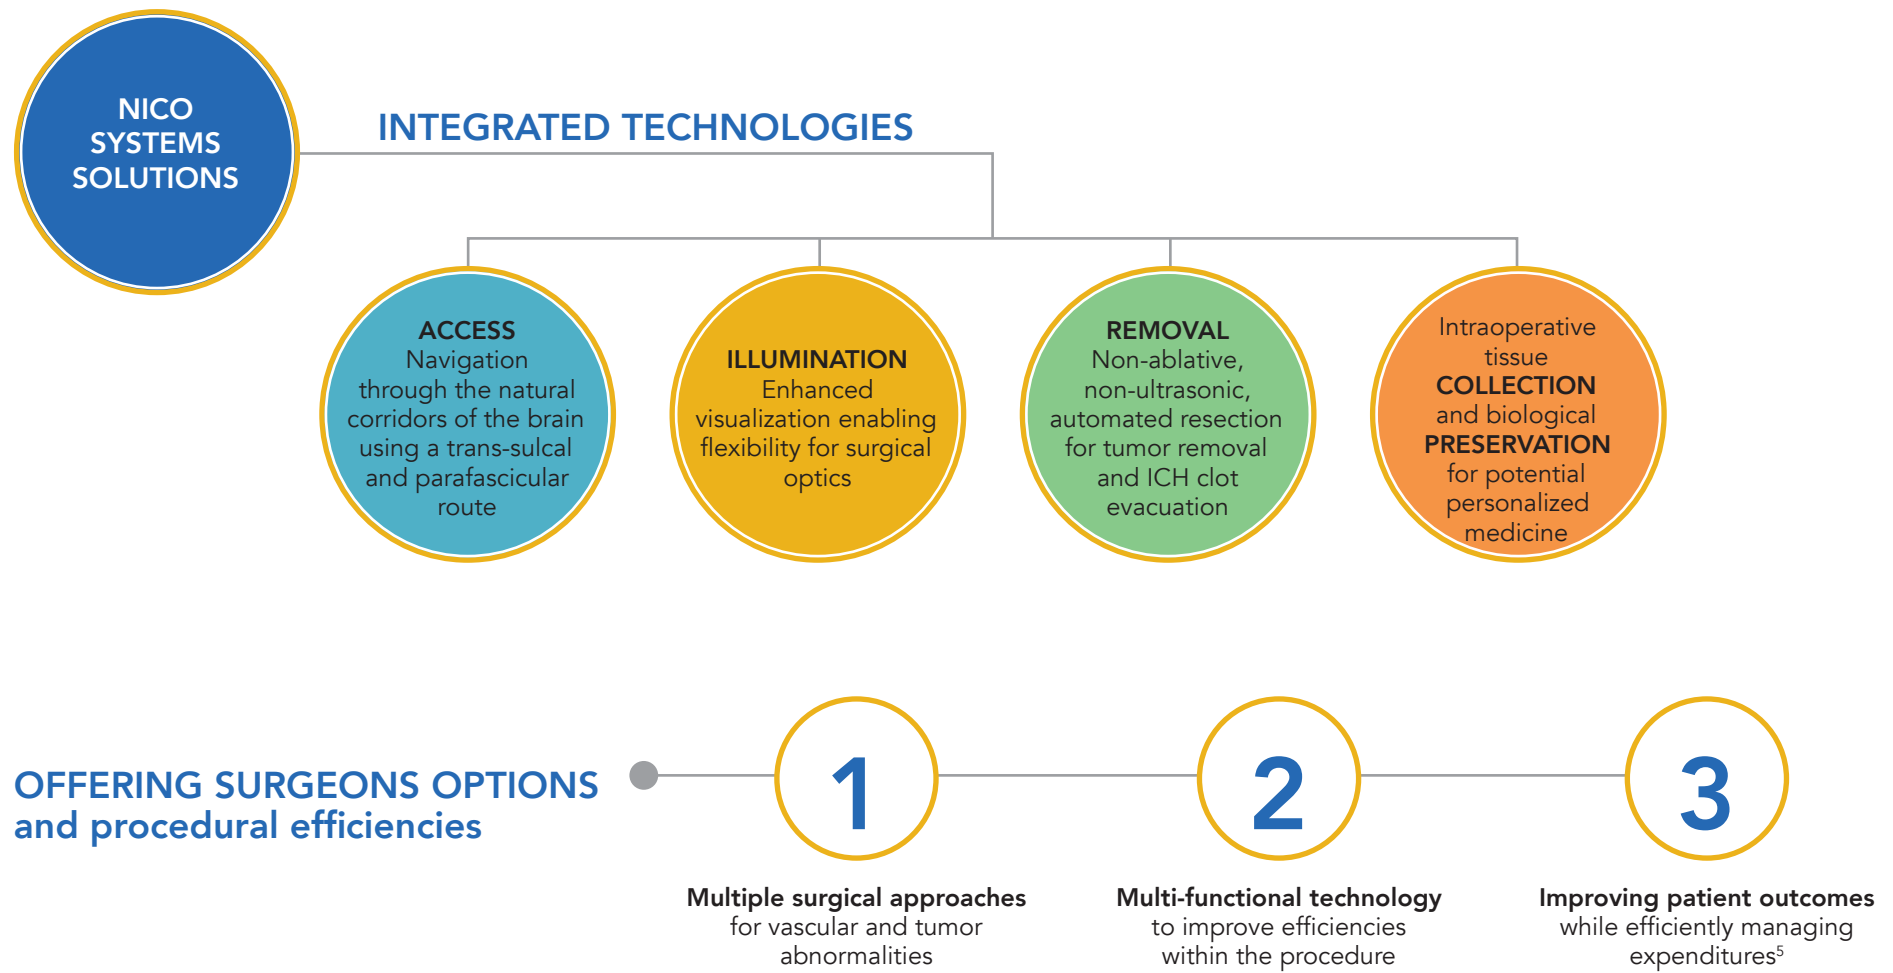 NICO
SYSTEMS
SOLUTIONS
INTEGRATED TECHNOLOGIES
ACCESS
Navigation
through the natural
corridors of the brain
using a trans-sulcal
and parafascicular
route
ILLUMINATION
Enhanced
visualization enabling
flexibility for surgical
optics
REMOVAL
Non-ablative,
non-ultrasonic,
automated resection
for tumor removal
and ICH clot
evacuation
Intraoperative
tissue
COLLECTION
and biological
PRESERVATION
for potential
personalized
medicine
OFFERING SURGEONS OPTIONS
and procedural efficiencies
1
Multiple surgical approaches
for vascular and tumor
abnormalities
2
Multi-functional technology
to improve efficiencies
within the procedure
3
Improving patient outcomes
while efficiently managing
expenditures⁵